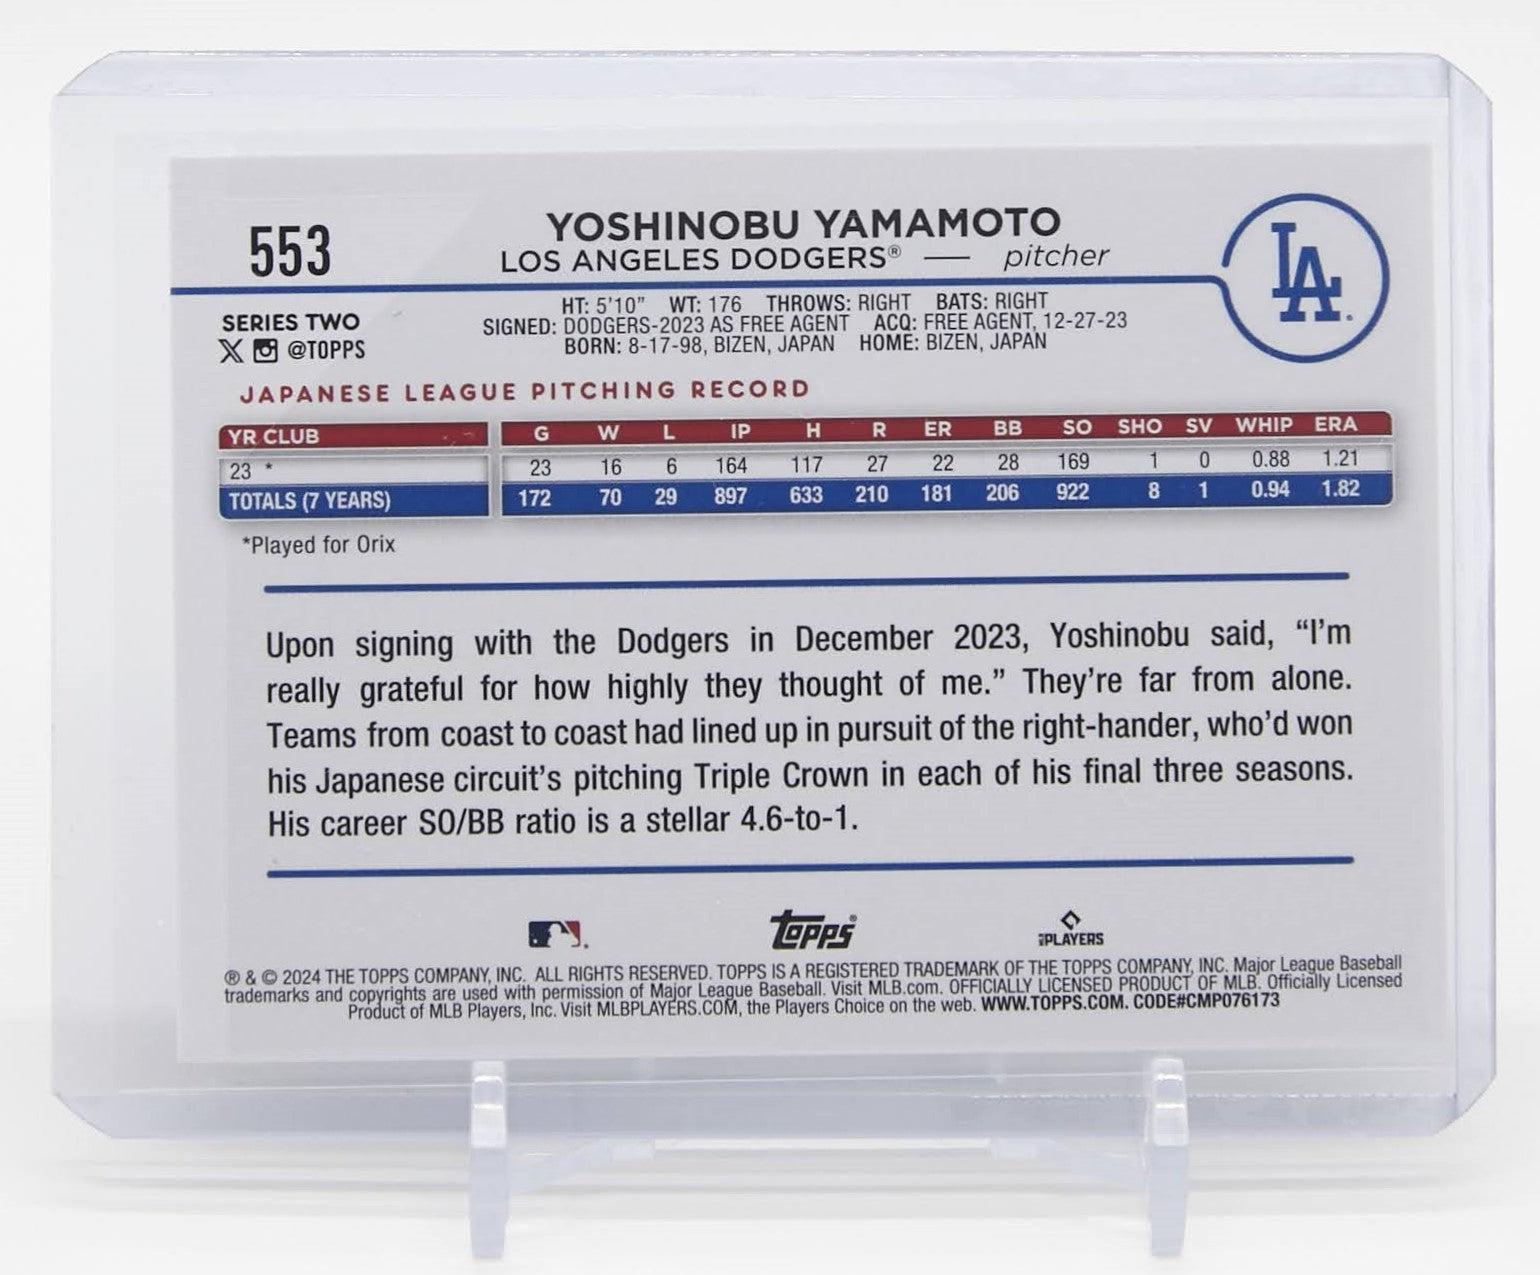 553
YOSHINOBU YAMAMOTO
LOS ANGELES DODGERS® — pitcher
LA
SERIES TWO
@TOPPS
HT: 5'10" WT: 176 THROWS: RIGHT BATS: RIGHT
SIGNED: DODGERS-2023 AS FREE AGENT ACQ: FREE AGENT, 12-27-23
BORN: 8-17-98, BIZEN, JAPAN HOME: BIZEN, JAPAN
JAPANESE LEAGUE PITCHING RECORD
YR CLUB G W L IP H R ER BB SO SHO SV WHIP ERA
23 * 23 16 6 164 117 27 22 28 169 1 0 0.88 1.21
TOTALS (7 YEARS) 172 70 29 897 633 210 181 206 922 8 1 0.94 1.82
*Played for Orix
Upon signing with the Dodgers in December 2023, Yoshinobu said, “I’m
really grateful for how highly they thought of me.” They’re far from alone.
Teams from coast to coast had lined up in pursuit of the right-hander, who’d won
his Japanese circuit’s pitching Triple Crown in each of his final three seasons.
His career SO/BB ratio is a stellar 4.6-to-1.
Topps® PLAYERS
® & © 2024 THE TOPPS COMPANY, INC. ALL RIGHTS RESERVED. TOPPS IS A REGISTERED TRADEMARK OF THE TOPPS COMPANY, INC. Major League Baseball
trademarks and copyrights are used with permission of Major League Baseball. Visit MLB.com. OFFICIALLY LICENSED PRODUCT OF MLB. Officially Licensed
Product of MLB Players, Inc. Visit MLBPLAYERS.COM, the Players Choice on the web. WWW.TOPPS.COM. CODE#CMP076173